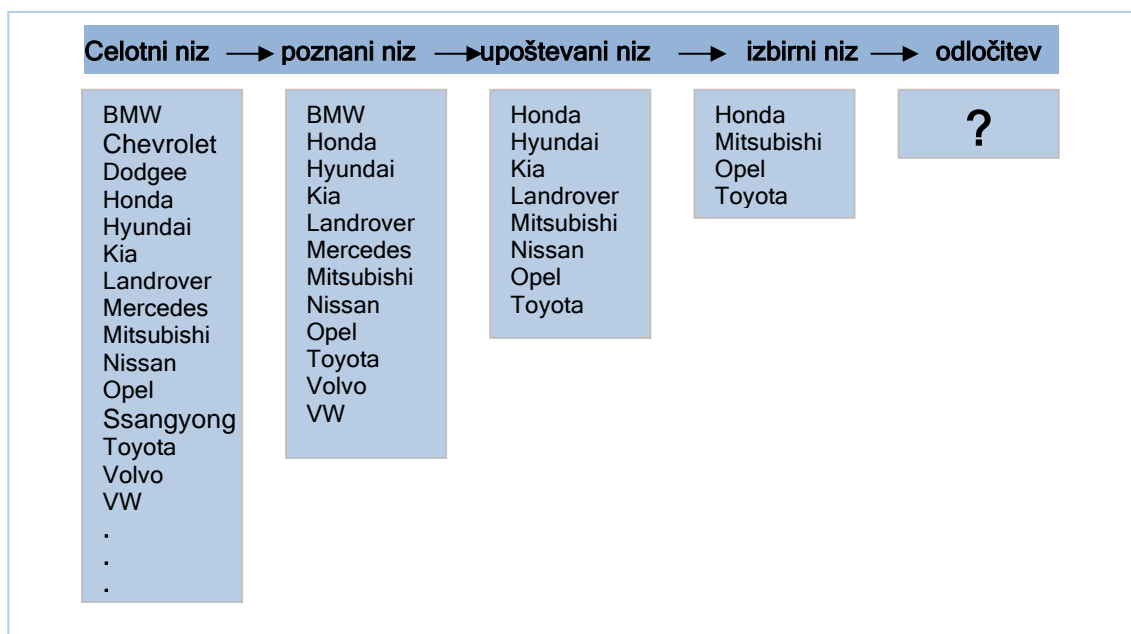 Celotni niz → poznani niz → upoštevani niz → izbirni niz → odločitev
BMW
Chevrolet
Dodgee
Honda
Hyundai
Kia
Landrover
Mercedes
Mitsubishi
Nissan
Opel
Ssangyong
Toyota
Volvo
VW
.
.
.
BMW
Honda
Hyundai
Kia
Landrover
Mercedes
Mitsubishi
Nissan
Opel
Toyota
Volvo
VW
Honda
Hyundai
Kia
Landrover
Mitsubishi
Nissan
Opel
Toyota
Honda
Mitsubishi
Opel
Toyota
?